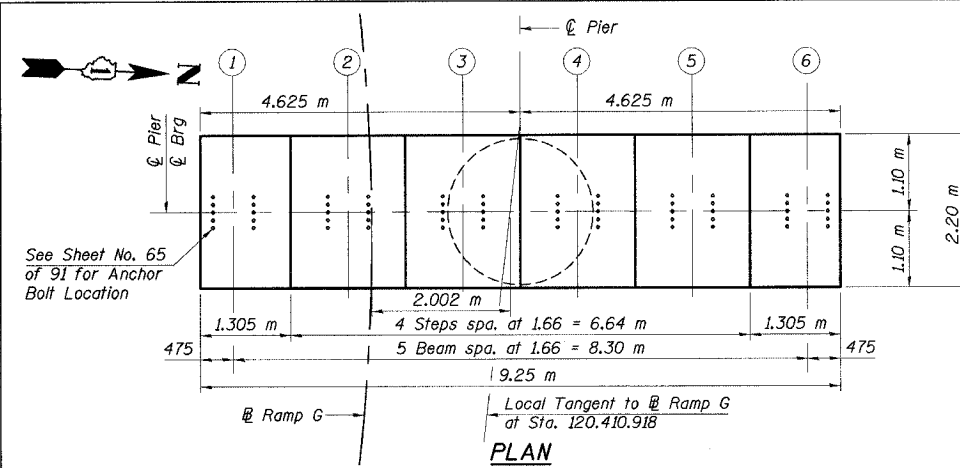 ℄ Pier
N
1
2
3
4
5
6
4.625 m
4.625 m
℄ Pier
℄ Brg
1.10 m
1.10 m
2.20 m
See Sheet No. 65
of 91 for Anchor
Bolt Location
2.002 m
1.305 m
4 Steps spa. at 1.66 = 6.64 m
1.305 m
475
5 Beam spa. at 1.66 = 8.30 m
475
9.25 m
Ramp G
Local Tangent to Ramp G
at Sta. 120.410.918
PLAN